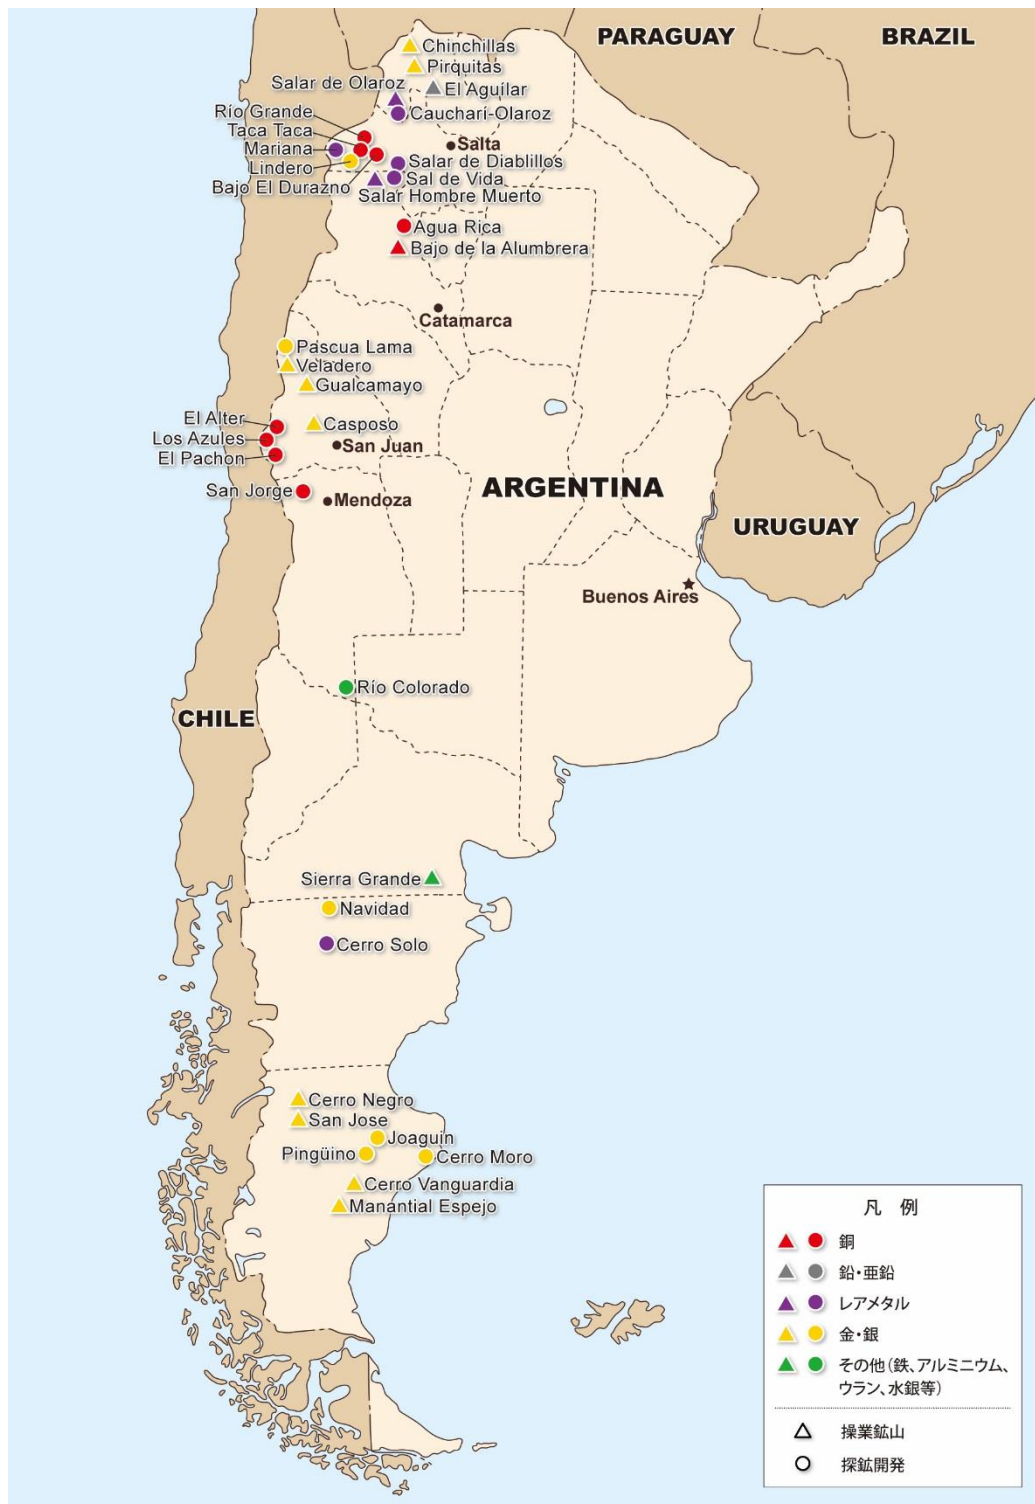 PARAGUAY
BRAZIL
Chinchillas
Pirquitas
Salar de Olaroz
El Aguílar
Río Grande
Cauchari-Olaroz
Taca Taca
Salta
Mariana
Salar de Diablillos
Lindero
Sal de Vida
Bajo El Durazno
Salar Hombre Muerto
Agua Rica
Bajo de la Alumbrera
Catamarca
Pascua Lama
Veladero
Gualcamayo
El Alter
Casposo
Los Azules
San Juan
El Pachon
San Jorge
Mendoza
ARGENTINA
URUGUAY
Buenos Aires
Río Colorado
CHILE
Sierra Grande
Navidad
Cerro Solo
Cerro Negro
San Jose
Joaguin
Pingüino
Cerro Moro
Cerro Vanguardia
Manantial Espejo
凡 例
銅
鉛・亜鉛
レアメタル
金・銀
その他(鉄、アルミニウム、
ウラン、水銀等)
操業鉱山
探鉱開発